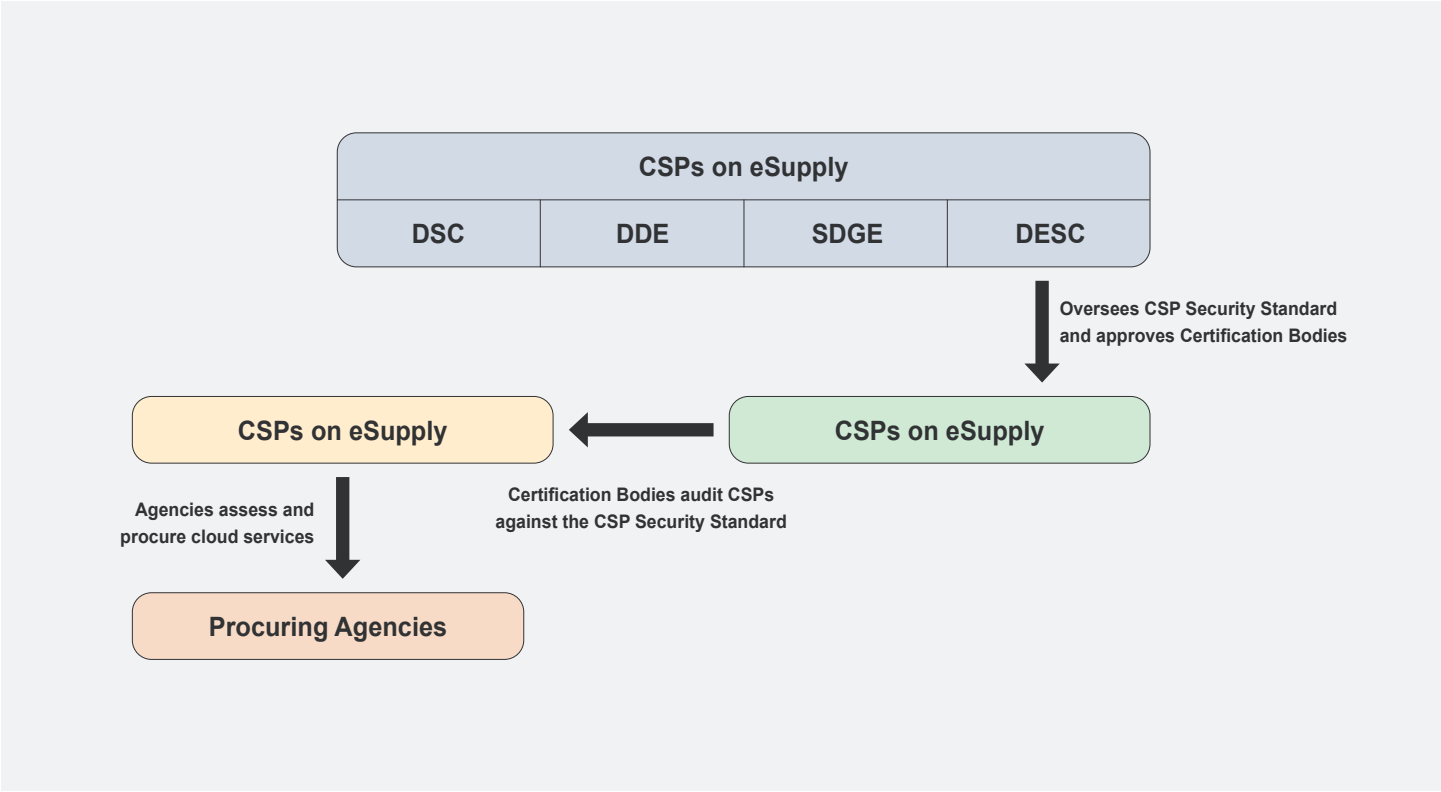 CSPs on eSupply
DSC
DDE
SDGE
DESC
Oversees CSP Security Standard
and approves Certification Bodies
CSPs on eSupply
CSPs on eSupply
Certification Bodies audit CSPs
against the CSP Security Standard
Agencies assess and
procure cloud services
Procuring Agencies